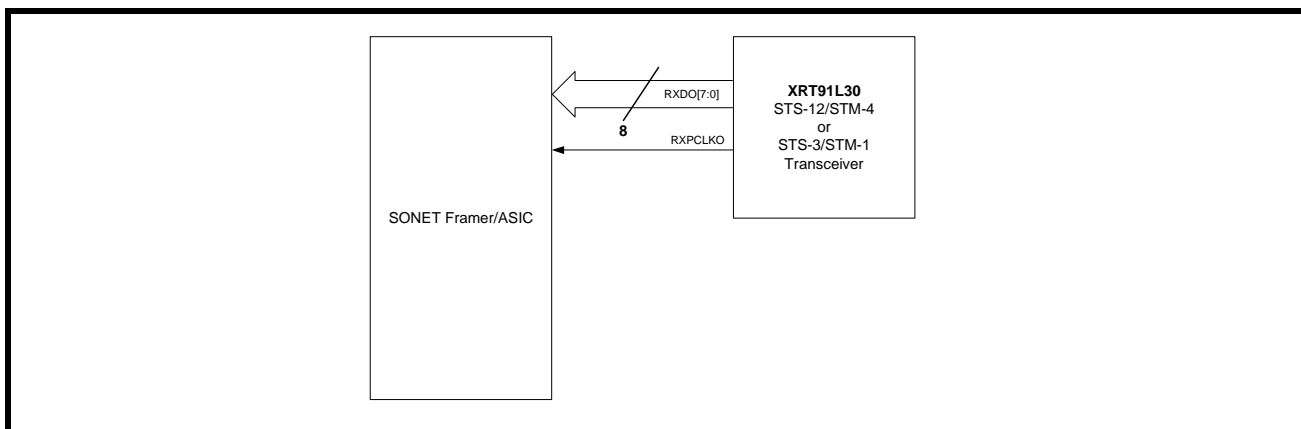 SONET Framer/ASIC
RXDO[7:0]
8
RXPCLKO
XRT91L30
STS-12/STM-4
or
STS-3/STM-1
Transceiver